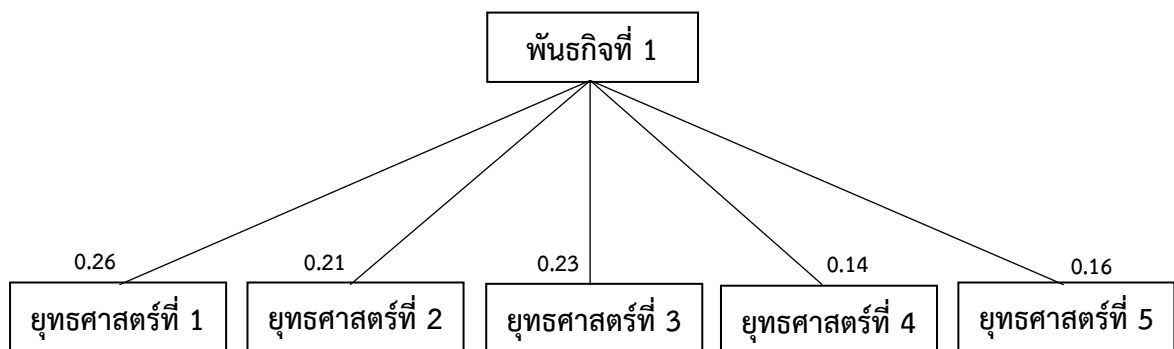 พันธกิจที่ 1
0.26
0.21
0.23
0.14
0.16
ยุทธศาสตร์ที่ 1
ยุทธศาสตร์ที่ 2
ยุทธศาสตร์ที่ 3
ยุทธศาสตร์ที่ 4
ยุทธศาสตร์ที่ 5